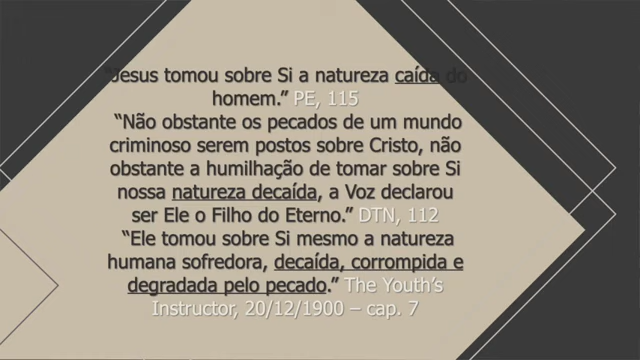 “Jesus tomou sobre Si a natureza caída do
homem.” PE, 115
“Não obstante os pecados de um mundo
criminoso serem postos sobre Cristo, não
obstante a humilhação de tomar sobre Si
nossa natureza decaída, a Voz declarou
ser Ele o Filho do Eterno.” DTN, 112
“Ele tomou sobre Si mesmo a natureza
humana sofredora, decaída, corrompida e
degradada pelo pecado.” The Youth’s
Instructor, 20/12/1900 – cap. 7